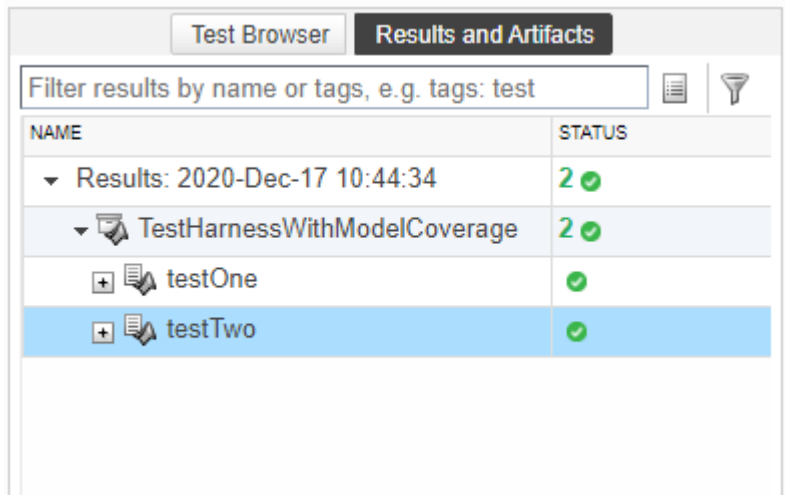 Test Browser Results and Artifacts
Filter results by name or tags, e.g. tags: test
NAME STATUS
Results: 2020-Dec-17 10:44:34 2
TestHarnessWithModelCoverage 2
testOne
testTwo